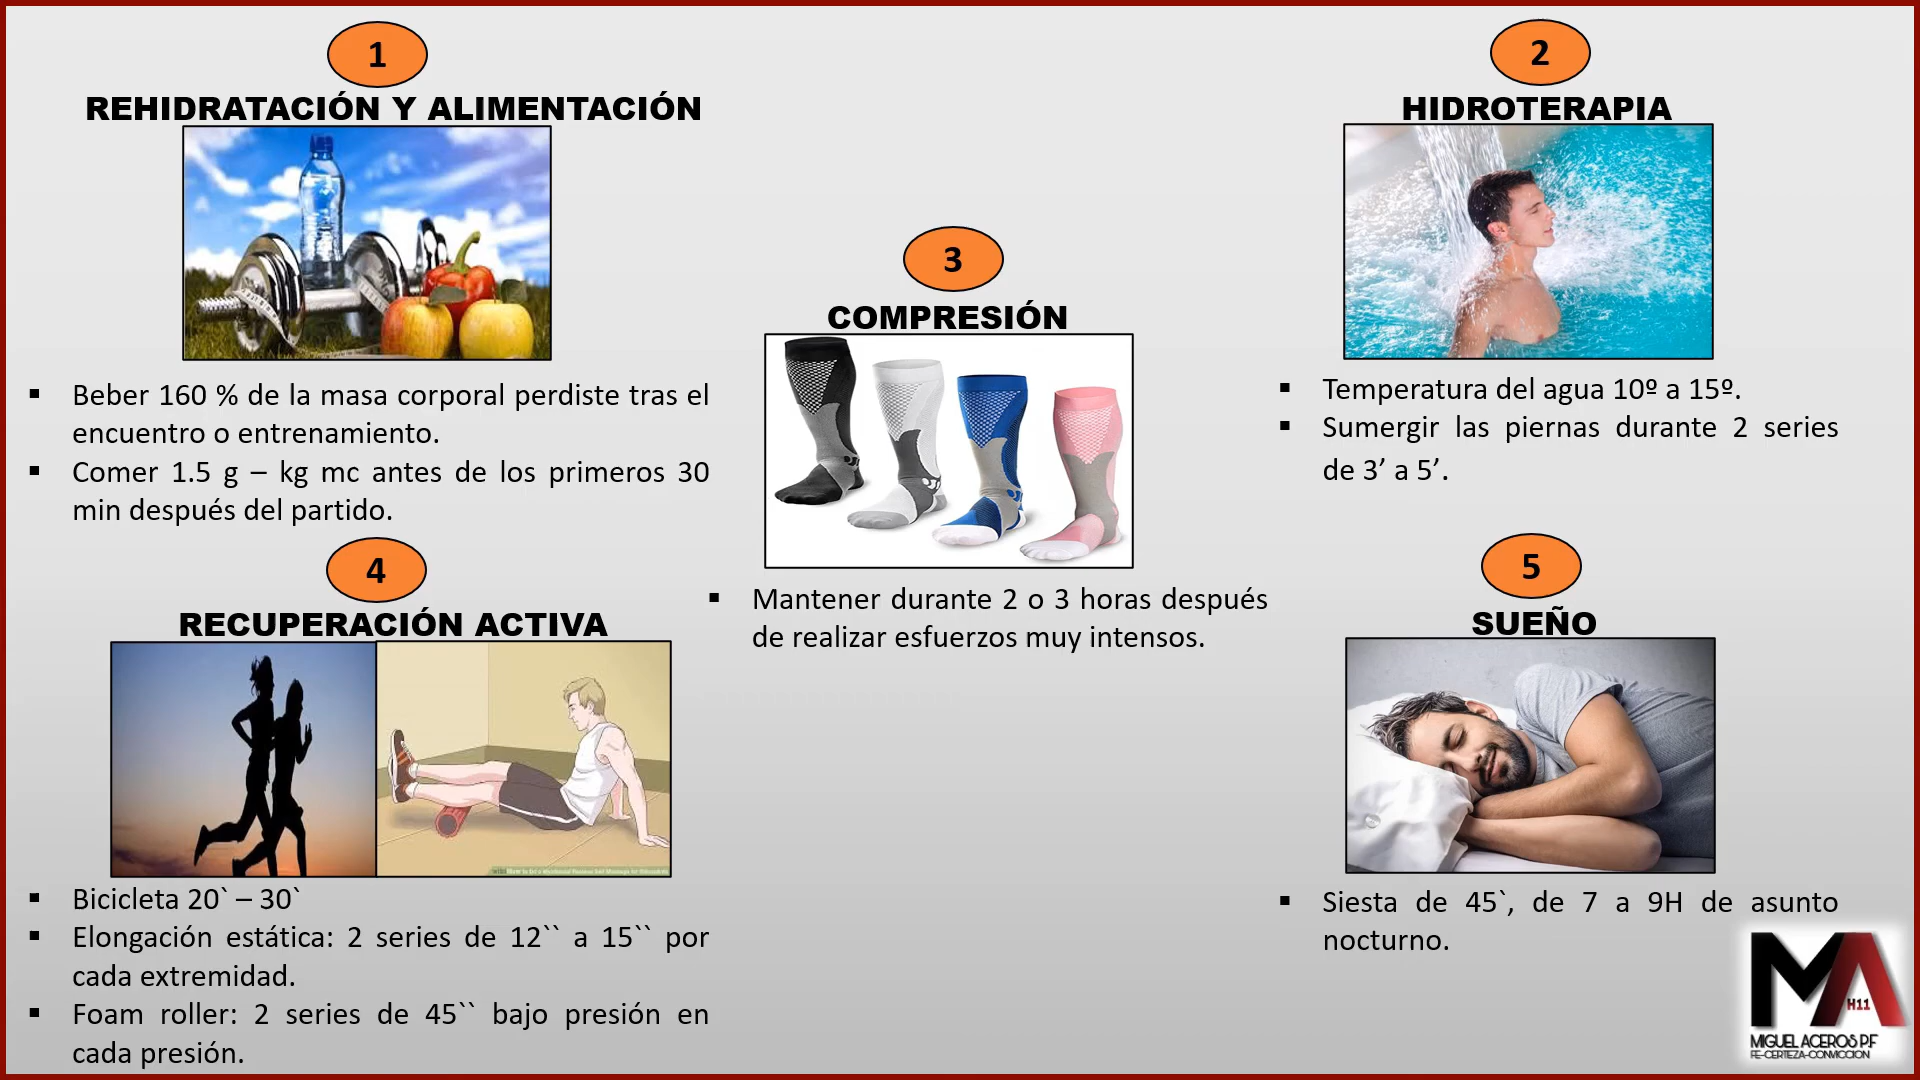 1
REHIDRATACIÓN Y ALIMENTACIÓN
▪ Beber 160 % de la masa corporal perdiste tras el
encuentro o entrenamiento.
▪ Comer 1.5 g – kg mc antes de los primeros 30
min después del partido.
2
HIDROTERAPIA
▪ Temperatura del agua 10º a 15º.
▪ Sumergir las piernas durante 2 series
de 3’ a 5’.
3
COMPRESIÓN
▪ Mantener durante 2 o 3 horas después
de realizar esfuerzos muy intensos.
4
RECUPERACIÓN ACTIVA
▪ Bicicleta 20` – 30`
▪ Elongación estática: 2 series de 12`` a 15`` por
cada extremidad.
▪ Foam roller: 2 series de 45`` bajo presión en
cada presión.
5
SUEÑO
▪ Siesta de 45`, de 7 a 9H de asunto
nocturno.
MA
H11
MIGUEL ACEROS PF
FE-CERTEZA-CONVICCION